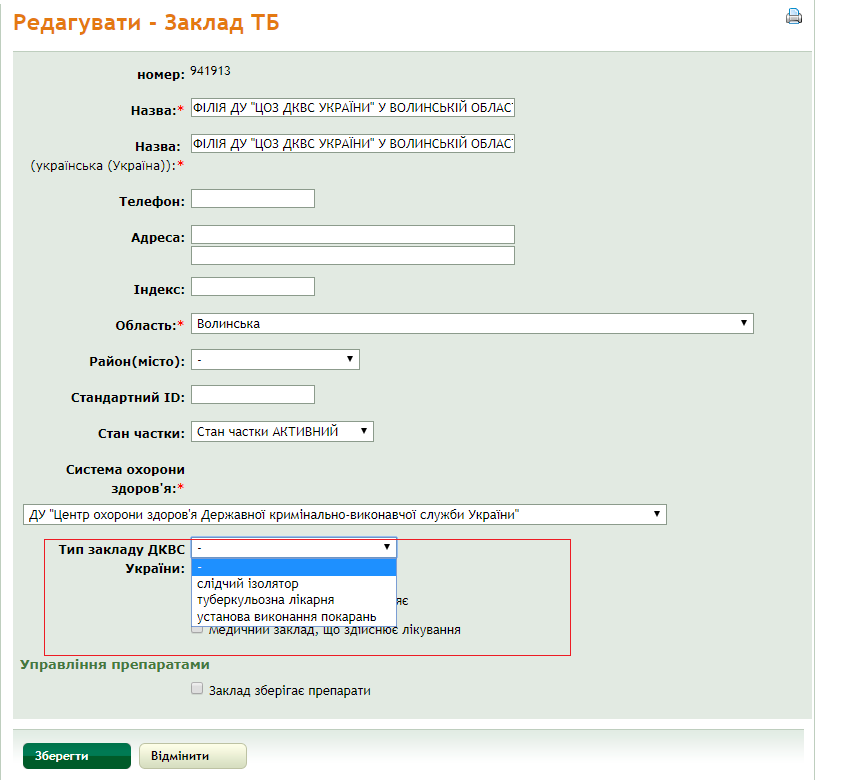 Редагувати - Заклад ТБ
номер: 941913
Назва:* ФІЛІЯ ДУ "ЦОЗ ДКВС УКРАЇНИ" У ВОЛИНСЬКІЙ ОБЛАС
Назва: ФІЛІЯ ДУ "ЦОЗ ДКВС УКРАЇНИ" У ВОЛИНСЬКІЙ ОБЛАС
(українська (Україна)):*
Телефон:
Адреса:
Індекс:
Область:* Волинська
Район(місто): -
Стандартний ID:
Стан частки: Стан частки АКТИВНИЙ
Система охорони
здоров'я:*
ДУ "Центр охорони здоров'я Державної кримінально-виконавчої служби України"
Тип закладу ДКВС -
України: -
слідчий ізолятор
туберкульозна лікарня
яє
установа виконання покарань
Медичний заклад, що здійснює лікування
Управління препаратами
Заклад зберігає препарати
Зберегти Відмінити